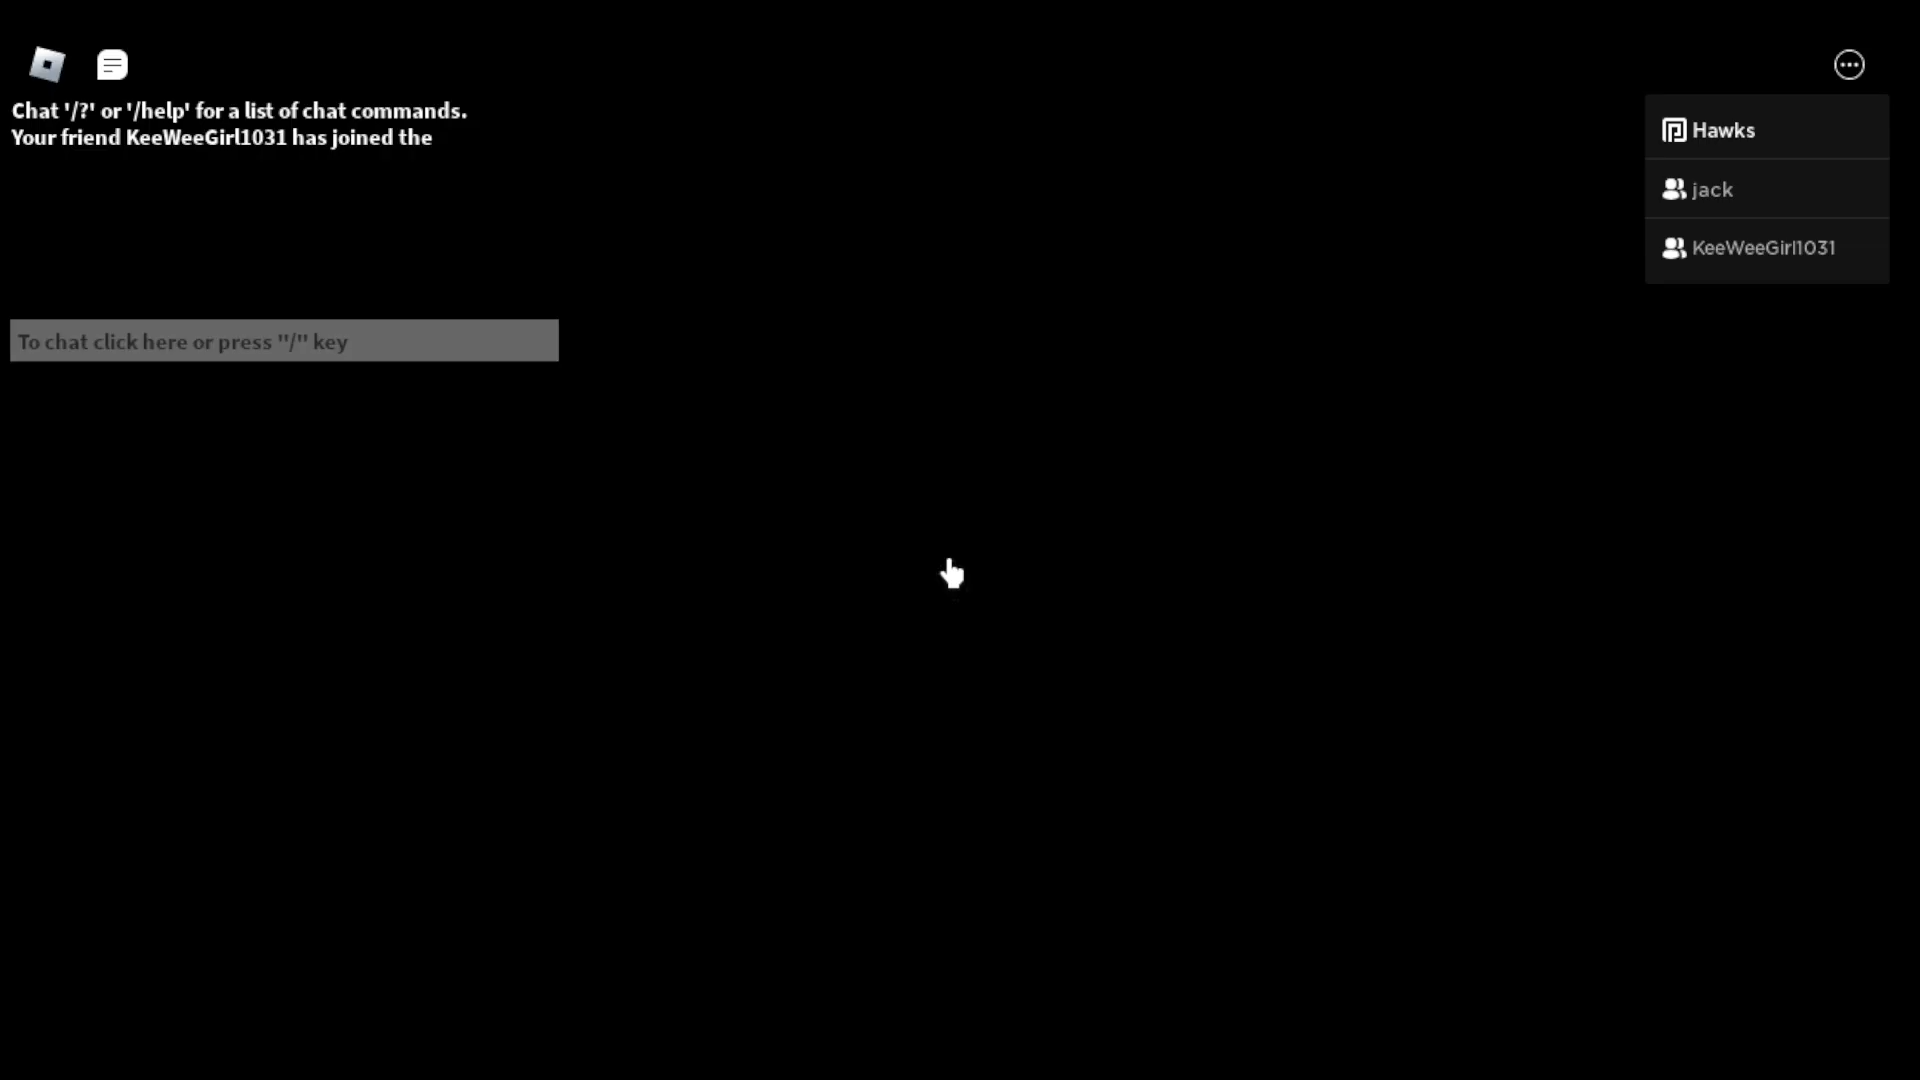 Chat '/?' or '/help' for a list of chat commands.
Your friend KeeWeeGirl1031 has joined the
Hawks
jack
KeeWeeGirl1031
To chat click here or press "/" key